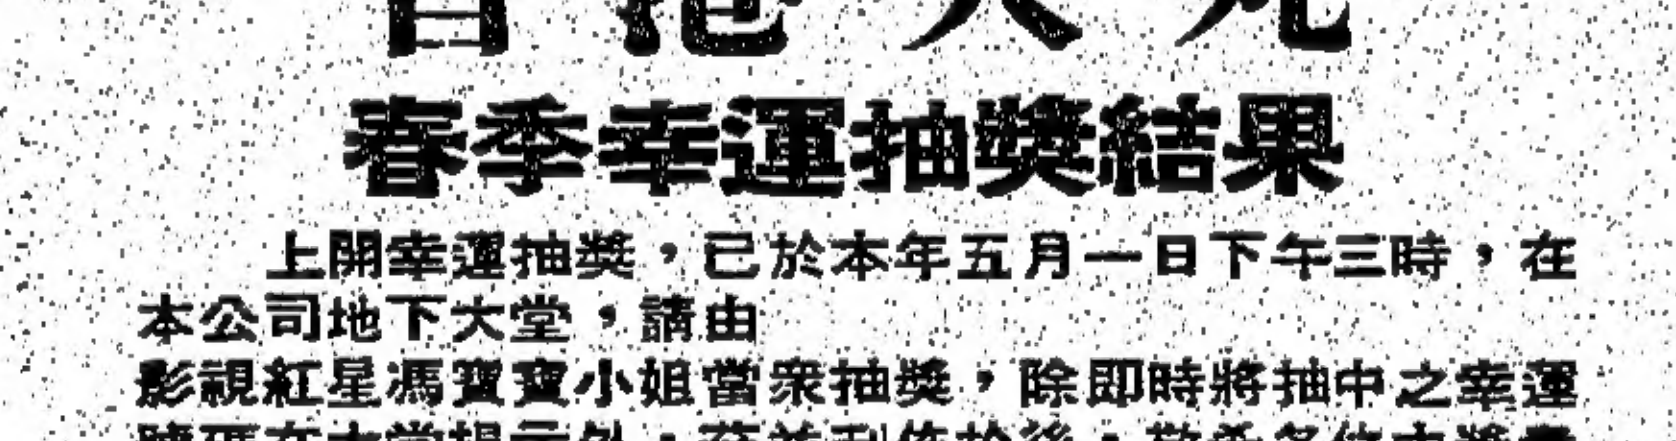 春季幸運抽獎結果
上開幸運抽獎，已於本年五月一日下午三時，在
本公司地下大堂，請由
影視紅星馮寶寶小姐當衆抽獎，除即時將抽中之幸運